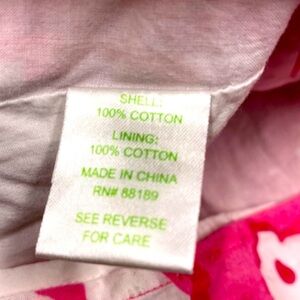 SHELL:
100% COTTON
LINING:
100% COTTON
MADE IN CHINA
RN# 88189
SEE REVERSE
FOR CARE